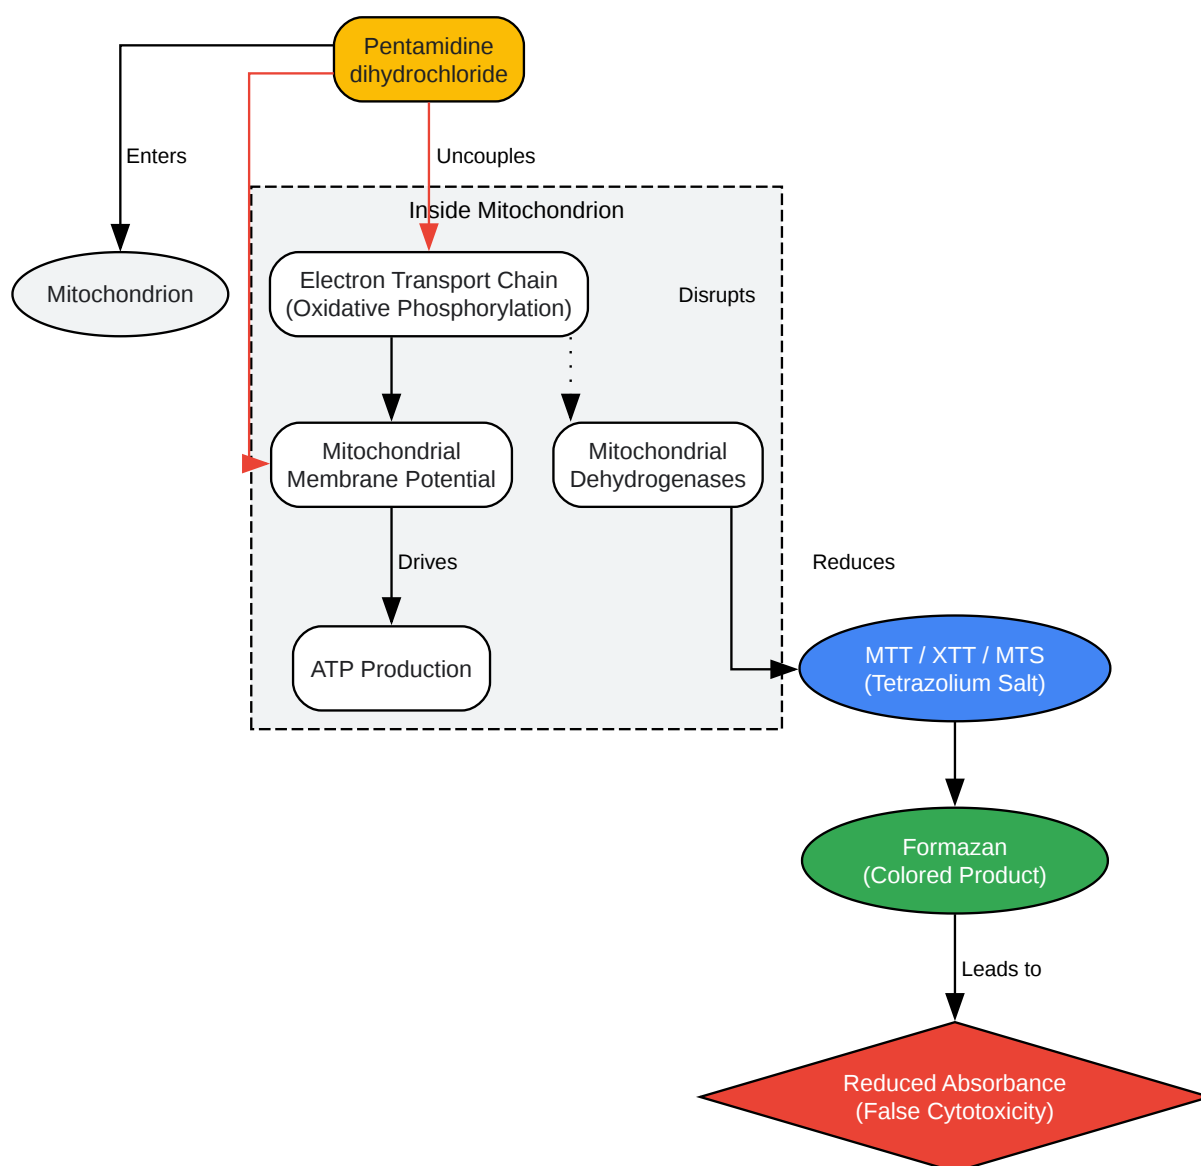 Pentamidine
dihydrochloride
Enters
Uncouples
Inside Mitochondrion
Mitochondrion
Electron Transport Chain
(Oxidative Phosphorylation)
Disrupts
Mitochondrial
Membrane Potential
Mitochondrial
Dehydrogenases
Drives
Reduces
ATP Production
MTT / XTT / MTS
(Tetrazolium Salt)
Formazan
(Colored Product)
Leads to
Reduced Absorbance
(False Cytotoxicity)